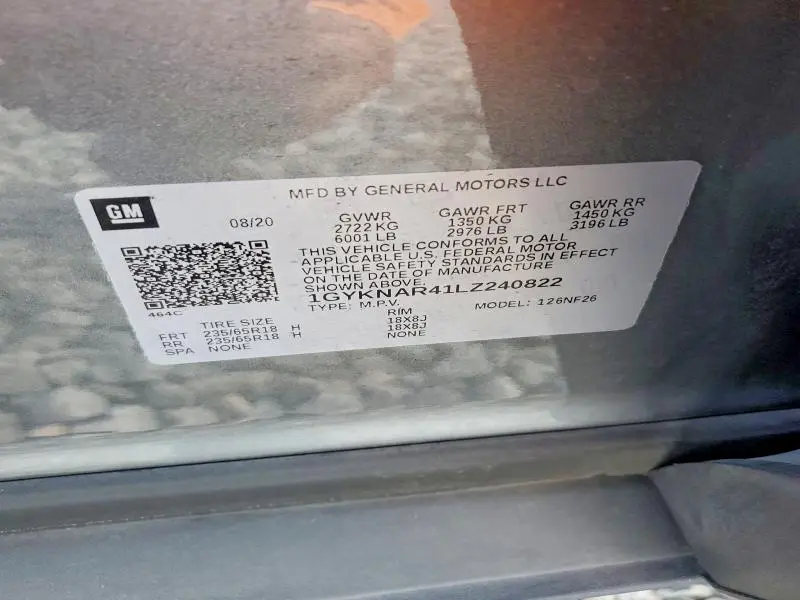 MFD BY GENERAL MOTORS LLC
GM
08/20
GVWR
2722 KG
6001 LB
GAWR FRT
1350 KG
2976 LB
GAWR RR
1450 KG
3196 LB
THIS VEHICLE CONFORMS TO ALL
APPLICABLE U.S. FEDERAL MOTOR
VEHICLE SAFETY STANDARDS IN EFFECT
ON THE DATE OF MANUFACTURE
SHOWN ABOVE.
1GYKNAR41LZ240822
TYPE: M.P.V.
MODEL: 126NF26
464C
TIRE SIZE RIM
FRT 235/65R18 H 18X8J
RR 235/65R18 H 18X8J
SPA NONE NONE